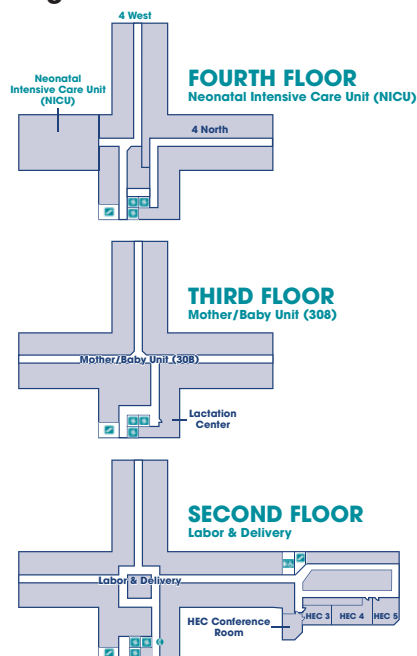 4 West
FOURTH FLOOR
Neonatal Intensive Care Unit (NICU)
Neonatal
Intensive Care Unit
(NICU)
4 North
THIRD FLOOR
Mother/Baby Unit (308)
Mother/Baby Unit (30B)
Lactation
Center
SECOND FLOOR
Labor & Delivery
Labor & Delivery
HEC Conference
Room
HEC 3
HEC 4
HEC 5